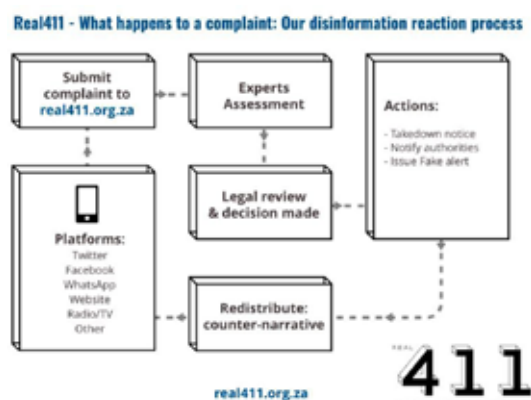 Real411 - What happens to a complaint: Our disinformation reaction process
Submit
complaint to
real411.org.za
Experts
Assessment
Actions:
- Takedown notice
- Notify authorities
- Issue Fake alert
Legal review
& decision made
Platforms:
Twitter
Facebook
WhatsApp
Website
Radio/TV
Other
Redistribute:
counter-narrative
real411.org.za
REAL
411